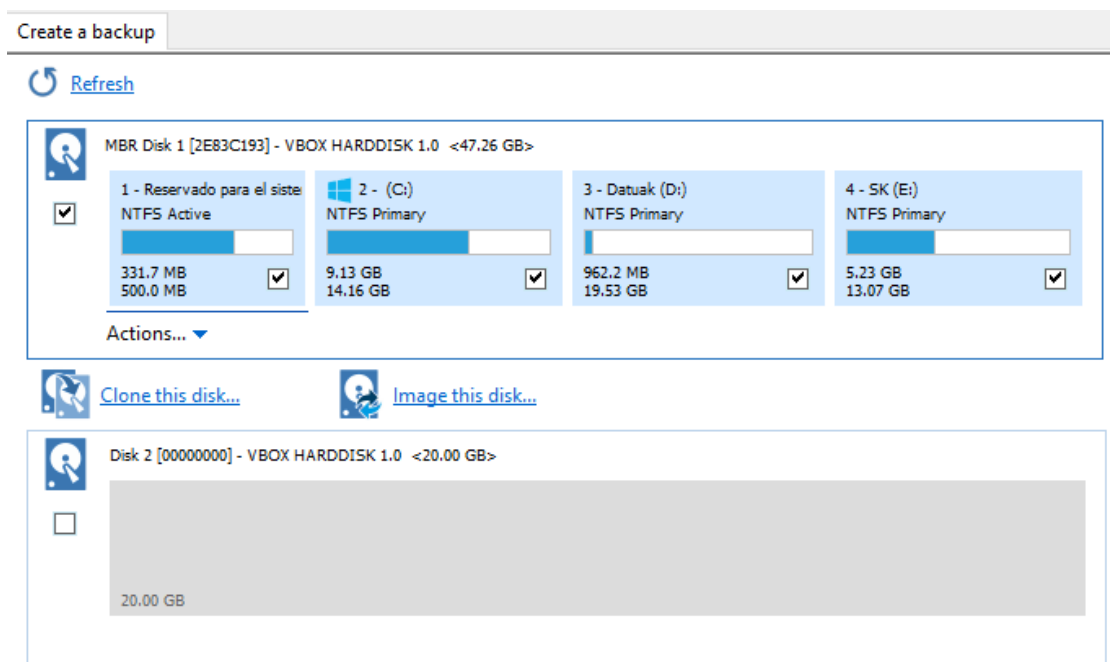 Create a backup
Refresh
MBR Disk 1 [2E83C193] - VBOX HARDDISK 1.0 <47.26 GB>
1 - Reservado para el siste
NTFS Active
331.7 MB
500.0 MB
2 - (C:)
NTFS Primary
9.13 GB
14.16 GB
3 - Datuak (D:)
NTFS Primary
962.2 MB
19.53 GB
4 - SK (E:)
NTFS Primary
5.23 GB
13.07 GB
Actions...
Clone this disk...
Image this disk...
Disk 2 [00000000] - VBOX HARDDISK 1.0 <20.00 GB>
20.00 GB